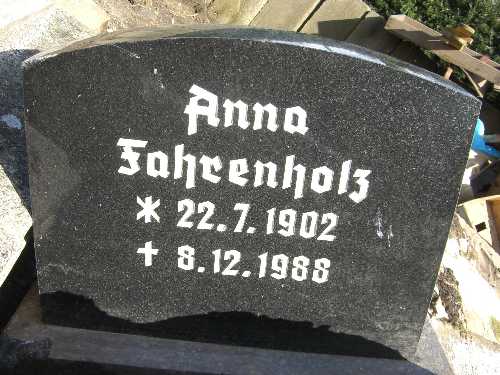 Anna
Fahrenholz
* 22.7.1902
✝ 8.12.1988